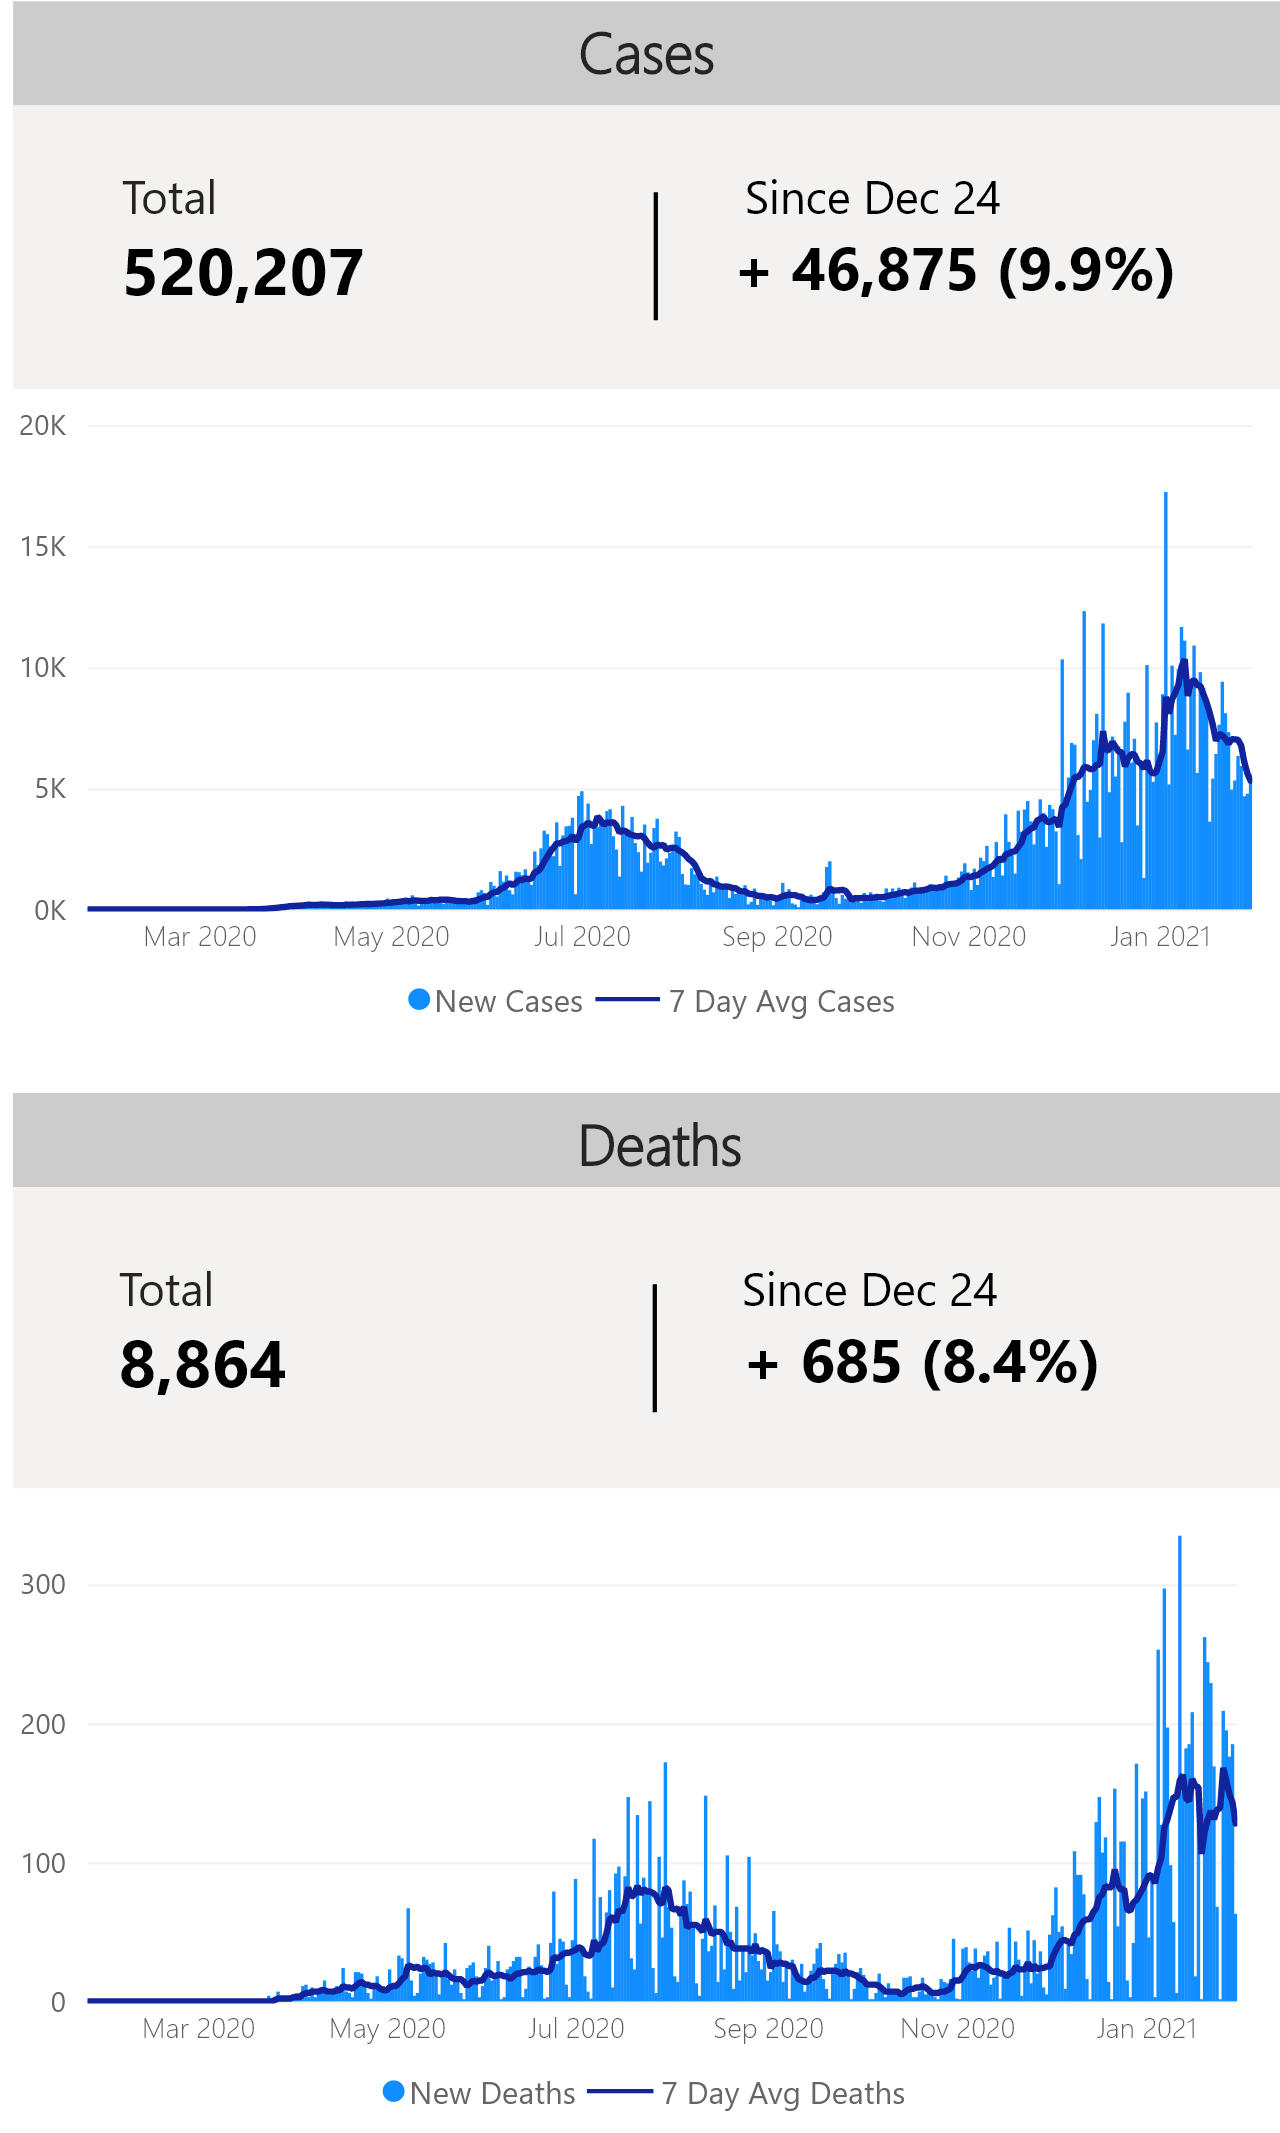 Cases
Total
520,207
Since Dec 24
+ 46,875 (9.9%)
20K
15K
10K
5K
0K
Mar 2020 May 2020 Jul 2020 Sep 2020 Nov 2020 Jan 2021
New Cases 7 Day Avg Cases
Deaths
Total
8,864
Since Dec 24
+ 685 (8.4%)
300
200
100
0
Mar 2020 May 2020 Jul 2020 Sep 2020 Nov 2020 Jan 2021
New Deaths 7 Day Avg Deaths